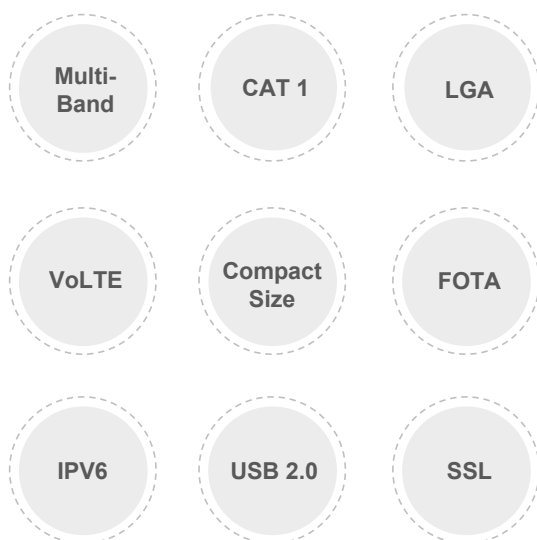 Multi-
Band
CAT 1
LGA
VoLTE
Compact
Size
FOTA
IPV6
USB 2.0
SSL